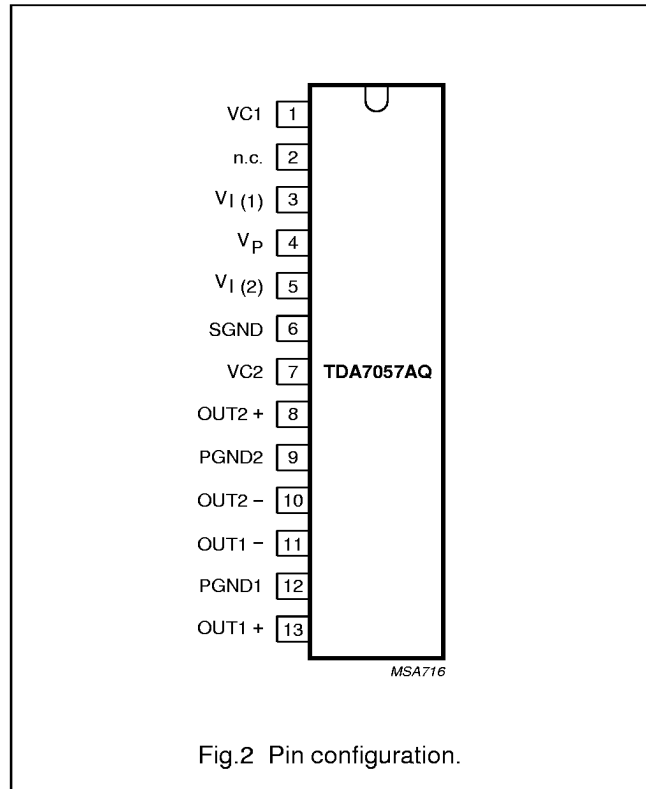 VC1 1
n.c. 2
VI (1) 3
VP 4
VI (2) 5
SGND 6
VC2 7 TDA7057AQ
OUT2 + 8
PGND2 9
OUT2 − 10
OUT1 − 11
PGND1 12
OUT1 + 13
MSA716
Fig.2 Pin configuration.